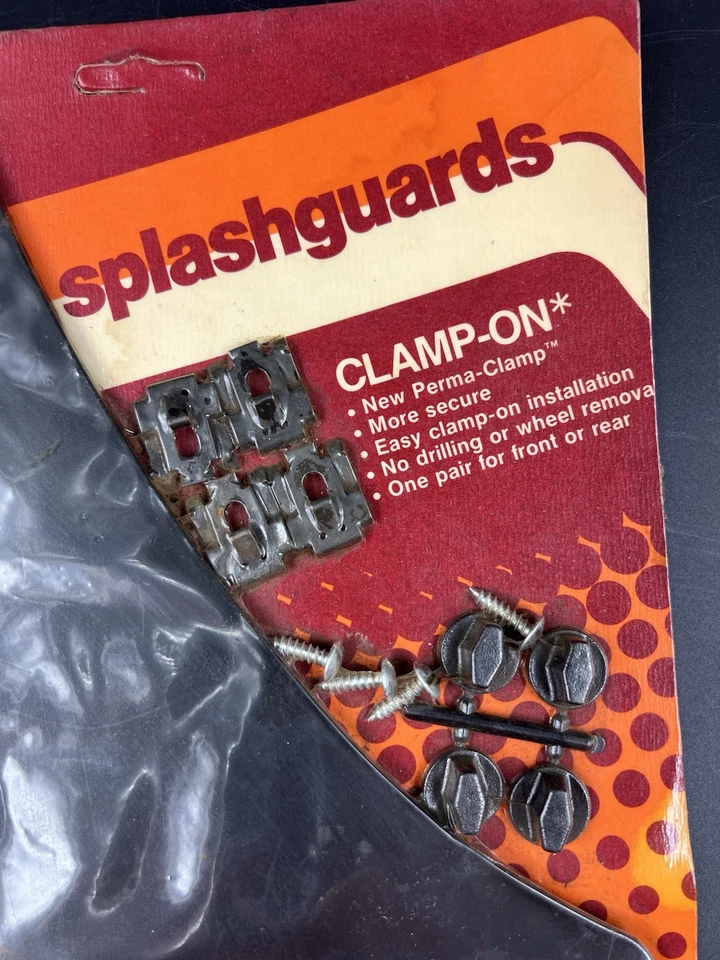 splashguards
CLAMP-ON*
• New Perma-Clamp™
• More secure
• Easy clamp-on installation
• No drilling or wheel remova
• One pair for front or rear